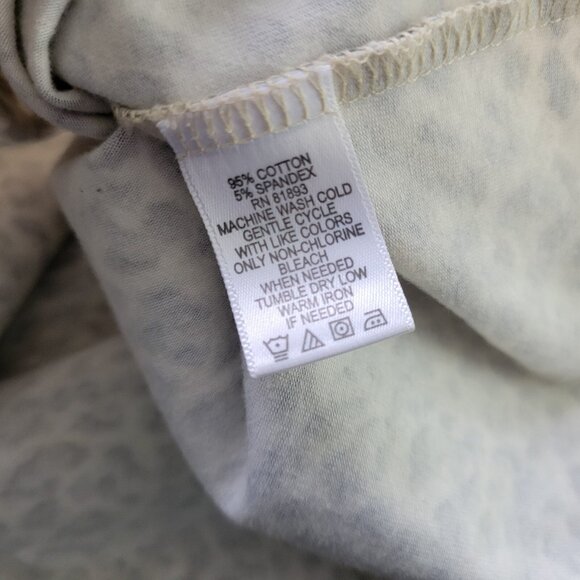 95% COTTON
5% SPANDEX
RN 81893
MACHINE WASH COLD
GENTLE CYCLE
WITH LIKE COLORS
ONLY NON-CHLORINE
BLEACH
WHEN NEEDED
TUMBLE DRY LOW
WARM IRON
IF NEEDED